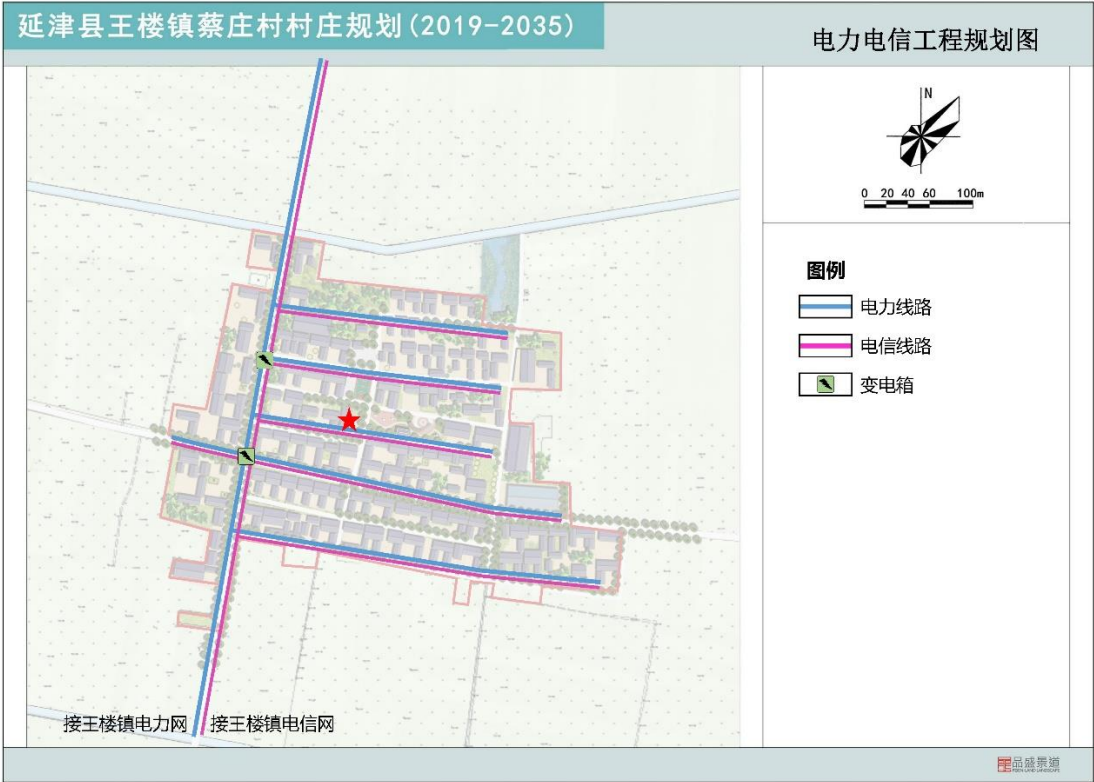 延津县王楼镇蔡庄村村庄规划(2019-2035)
电力电信工程规划图
N
0 20 40 60 100m
图例
电力线路
电信线路
变电箱
接王楼镇电力网 接王楼镇电信网
品盛景道